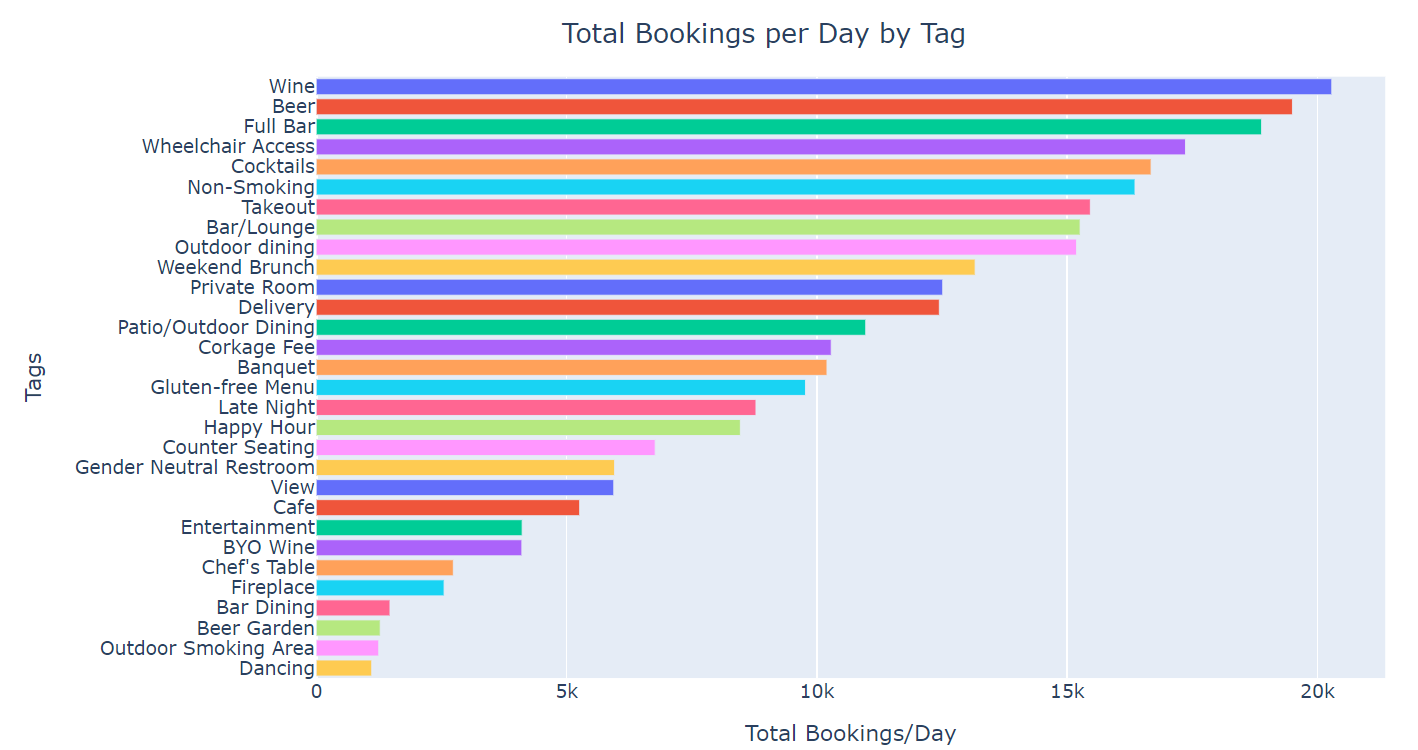 Total Bookings per Day by Tag
Wine
Beer
Full Bar
Wheelchair Access
Cocktails
Non-Smoking
Takeout
Bar/Lounge
Outdoor dining
Weekend Brunch
Private Room
Delivery
Patio/Outdoor Dining
Corkage Fee
Banquet
Gluten-free Menu
Late Night
Happy Hour
Counter Seating
Gender Neutral Restroom
View
Cafe
Entertainment
BYO Wine
Chef's Table
Fireplace
Bar Dining
Beer Garden
Outdoor Smoking Area
Dancing
Tags
0 5k 10k 15k 20k
Total Bookings/Day